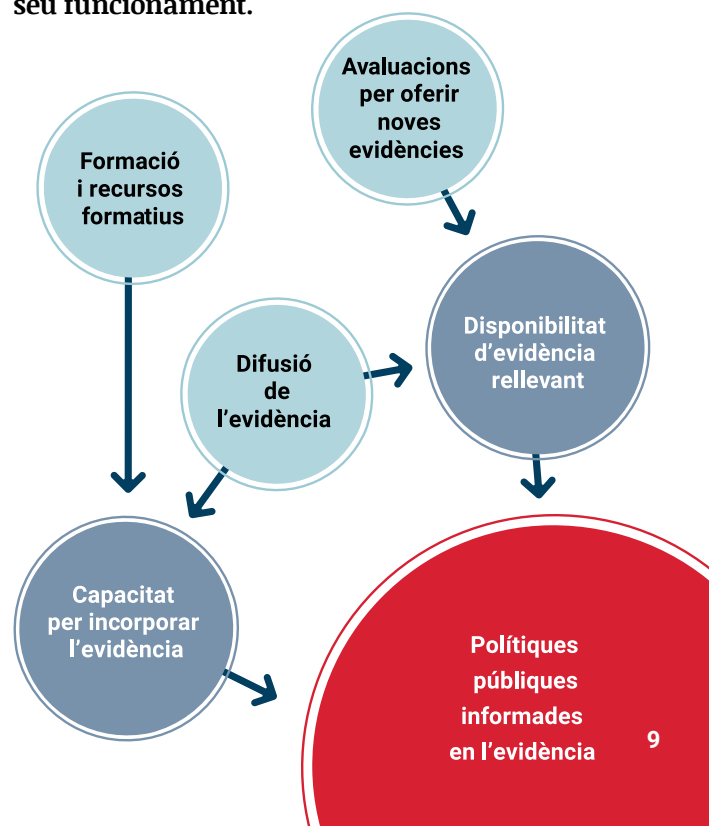 seu funcionament.
Avaluacions
per oferir
noves
evidències
Formació
i recursos
formatius
Disponibilitat
d’evidència
rellevant
Difusió
de
l’evidència
Capacitat
per incorporar
l’evidència
Polítiques
públiques
informades
en l’evidència
9